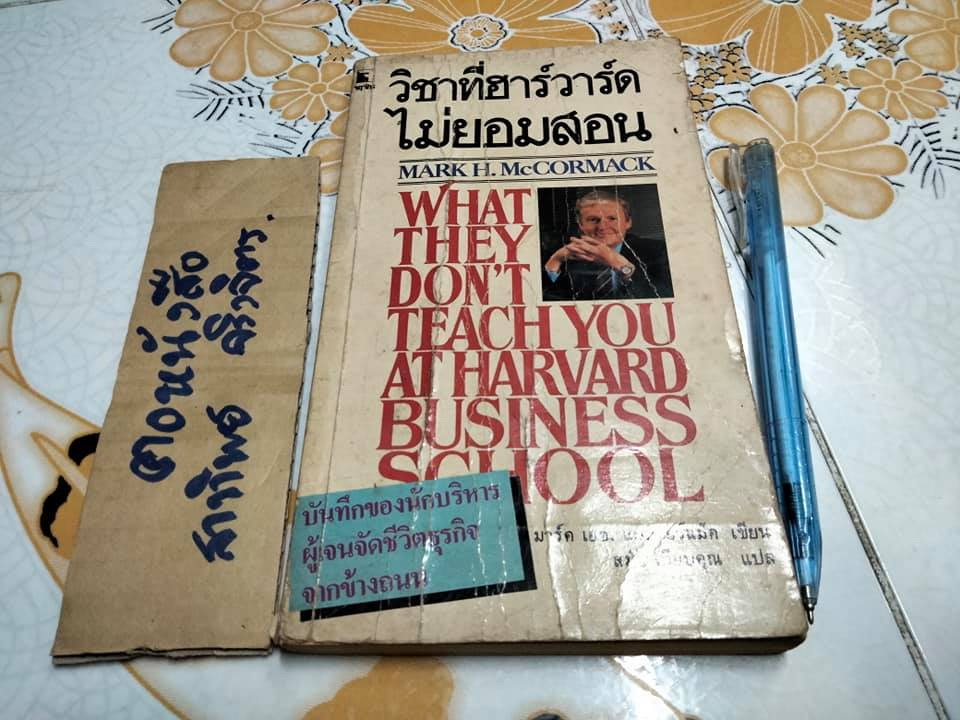 วิชาที่ฮาร์วาร์ด
ไม่ยอมสอน
MARK H. McCORMACK
WHAT
THEY
DON'T
TEACH YOU
AT HARVARD
BUSINESS
SCHOOL
บันทึกของนักบริหาร
ผู้เจนจัดชีวิตธุรกิจ
จากข้างถนน
มาร์ค เอช. เขียน
แปล